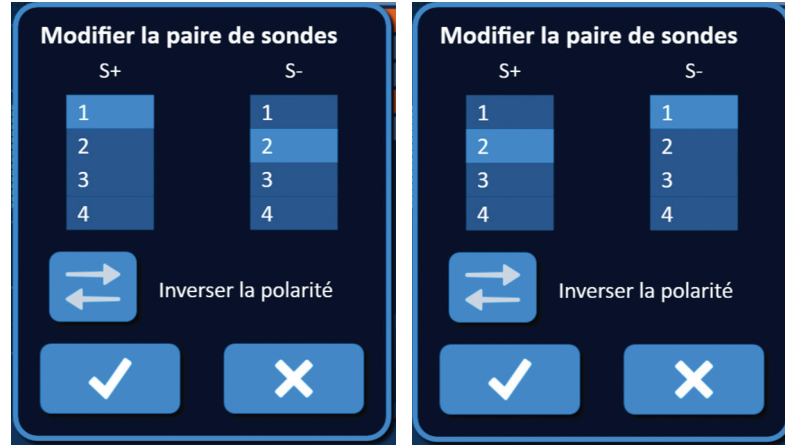 Modifier la paire de sondes
S+ S-
1 1
2 2
3 3
4 4
Inverser la polarité
Modifier la paire de sondes
S+ S-
1 1
2 2
3 3
4 4
Inverser la polarité